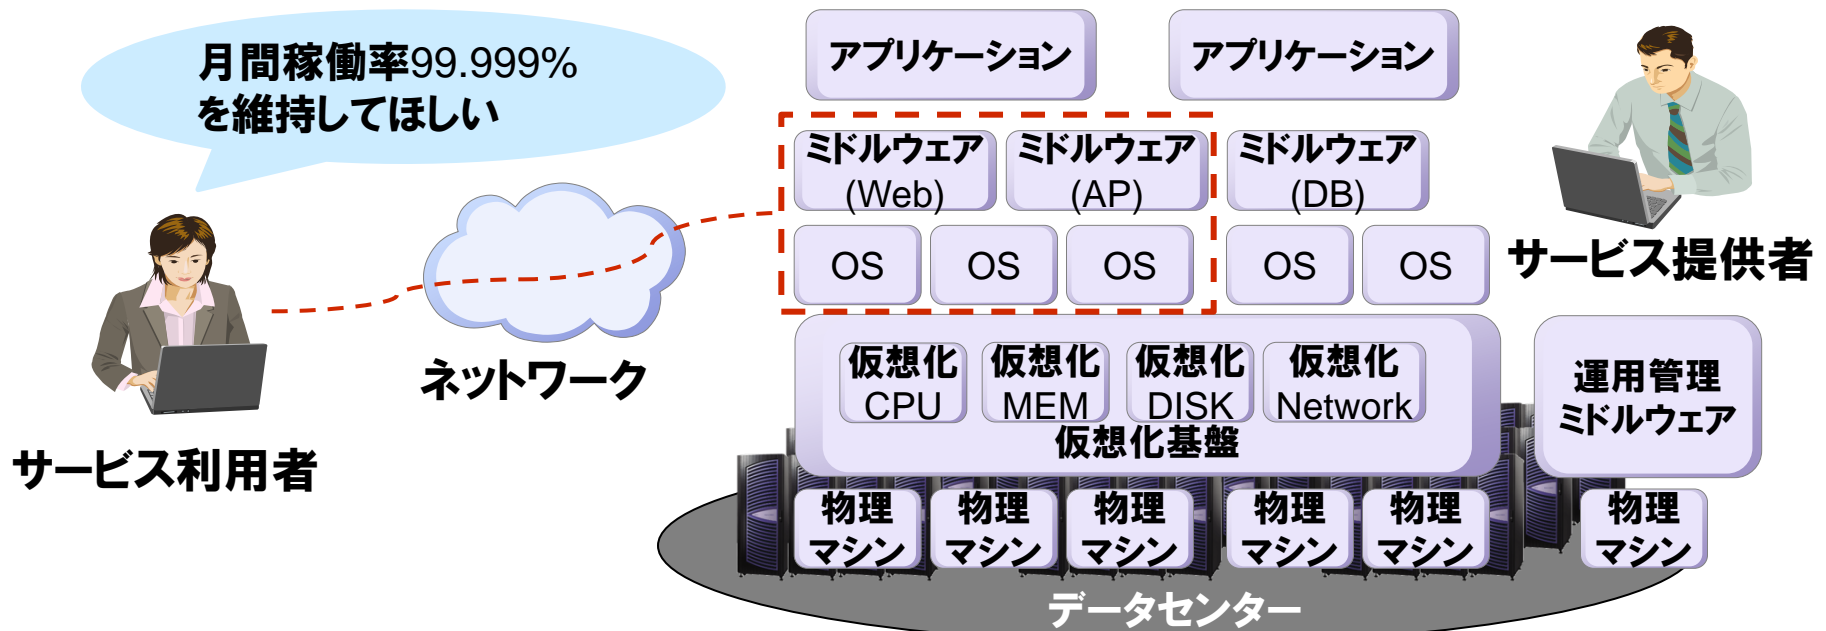 月間稼働率99.999%
を維持してほしい
アプリケーション
アプリケーション
ミドルウェア
(Web)
ミドルウェア
(AP)
ミドルウェア
(DB)
OS
OS
OS
OS
OS
サービス提供者
ネットワーク
サービス利用者
仮想化
CPU
仮想化
MEM
仮想化
DISK
仮想化
Network
仮想化基盤
運用管理
ミドルウェア
物理
マシン
物理
マシン
物理
マシン
物理
マシン
物理
マシン
物理
マシン
データセンター